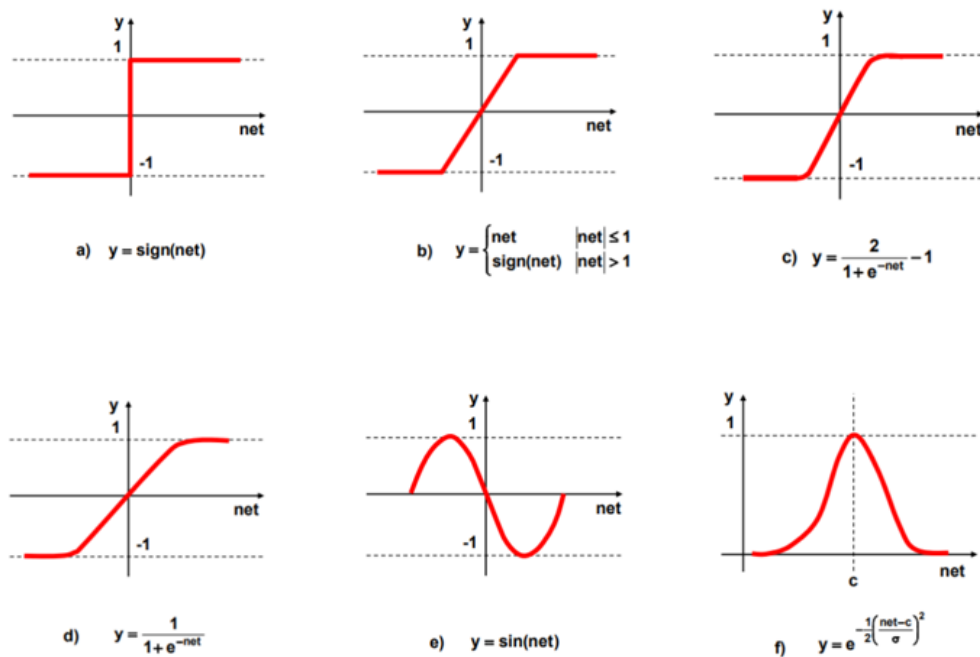 y
1
net
-1
a) y = sign(net)
y
1
net
-1
b) y = { net |net| ≤ 1
sign(net) |net| > 1
y
1
net
-1
c) y = 2 / (1 + e^(-net)) - 1
y
1
net
-1
d) y = 1 / (1 + e^(-net))
y
1
net
-1
e) y = sin(net)
y
1
c
net
f) y = e^(-1/2((net-c)/σ)^2)